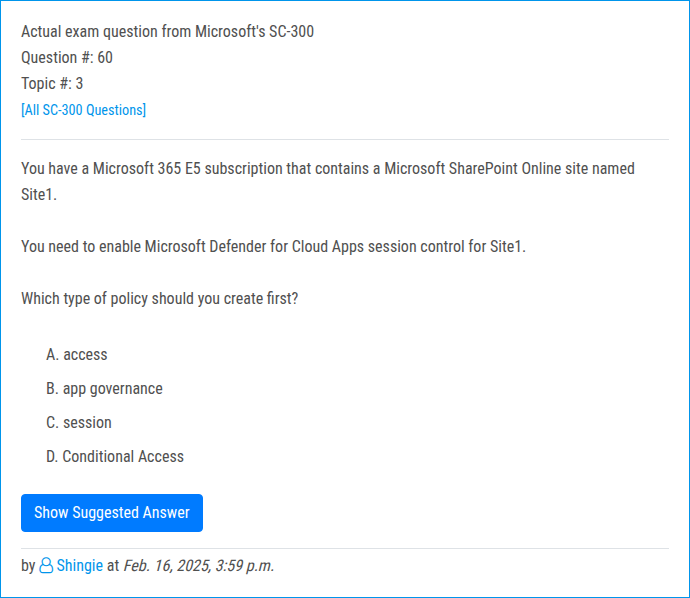 Actual exam question from Microsoft's SC-300
Question #: 60
Topic #: 3
[All SC-300 Questions]
You have a Microsoft 365 E5 subscription that contains a Microsoft SharePoint Online site named
Site1.
You need to enable Microsoft Defender for Cloud Apps session control for Site1.
Which type of policy should you create first?
A. access
B. app governance
C. session
D. Conditional Access
Show Suggested Answer
by Shingie at Feb. 16, 2025, 3:59 p.m.